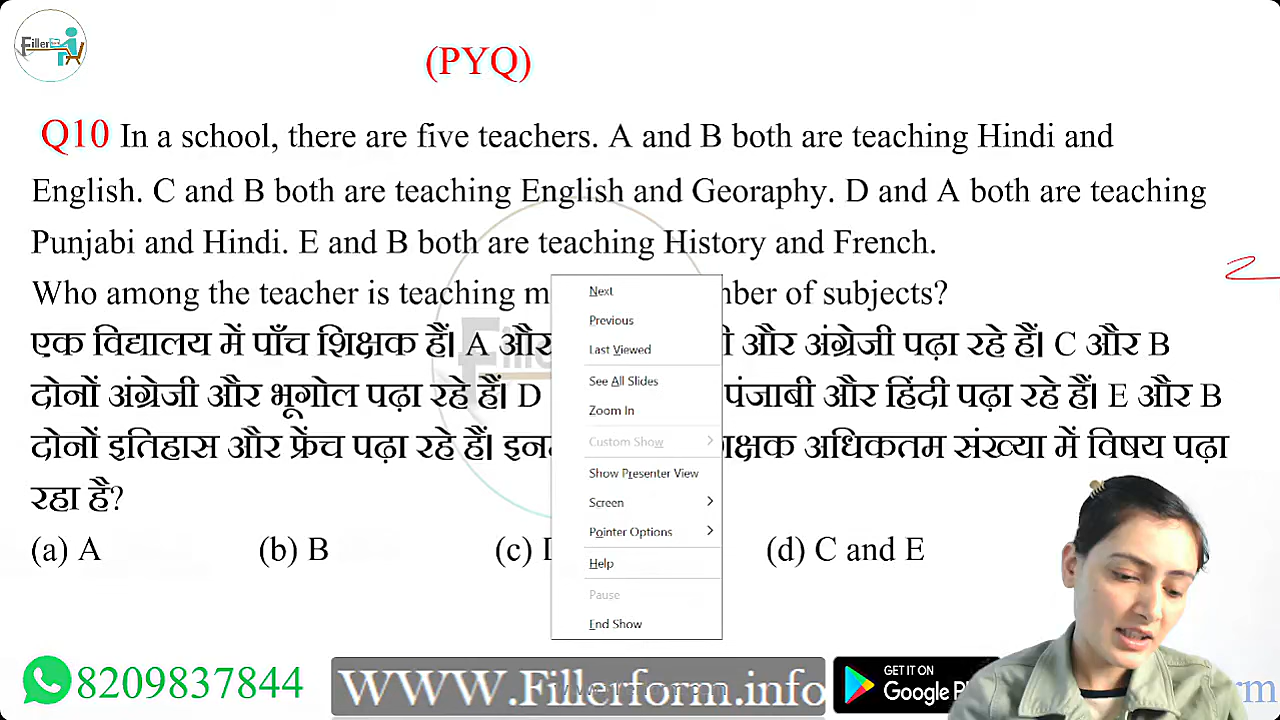 Filler
(PYQ)
Q10 In a school, there are five teachers. A and B both are teaching Hindi and
English. C and B both are teaching English and Georaphy. D and A both are teaching
Punjabi and Hindi. E and B both are teaching History and French.
Who among the teacher is teaching m ber of subjects?
एक विद्यालय में पाँच शिक्षक हैं। A और ी और अंग्रेजी पढ़ा रहे हैं। C और B
दोनों अंग्रेजी और भूगोल पढ़ा रहे हैं। D पंजाबी और हिंदी पढ़ा रहे हैं। E और B
दोनों इतिहास और फ्रेंच पढ़ा रहे हैं। अधिकतम संख्या में विषय पढ़ा
रहा है?
(a) A (b) B (c) (d) C and E
Next
Previous
Last Viewed
See All Slides
Zoom In
Custom Show
Show Presenter View
Screen
Pointer Options
Help
Pause
End Show
8209837844
WWW.Fillerform.info
GET IT ON
Google Pl
rm